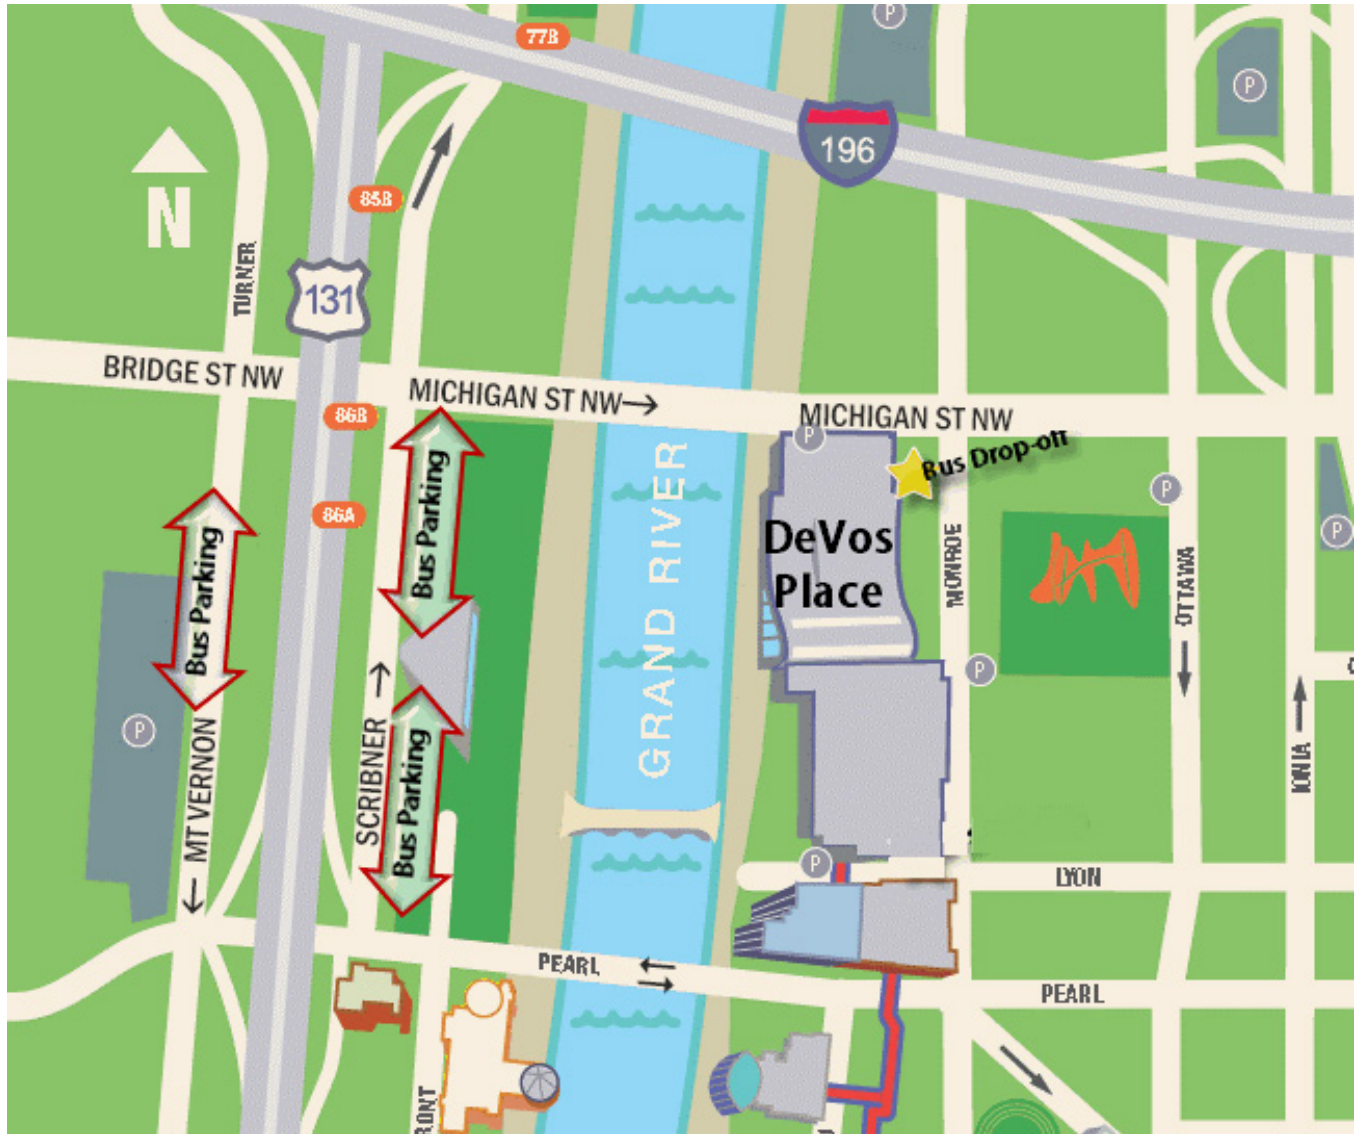 P
77B
P
196
N
85B
TURNER
131
BRIDGE ST NW
MICHIGAN ST NW→
MICHIGAN ST NW
86B
P
Bus Drop-off
Bus Parking
86A
Bus Parking
GRAND RIVER
DeVos
Place
MONROE
P
OTTAWA
P
P
IONIA
P
MT VERNON
SCRIBNER
Bus Parking
P
LYON
PEARL
PEARL